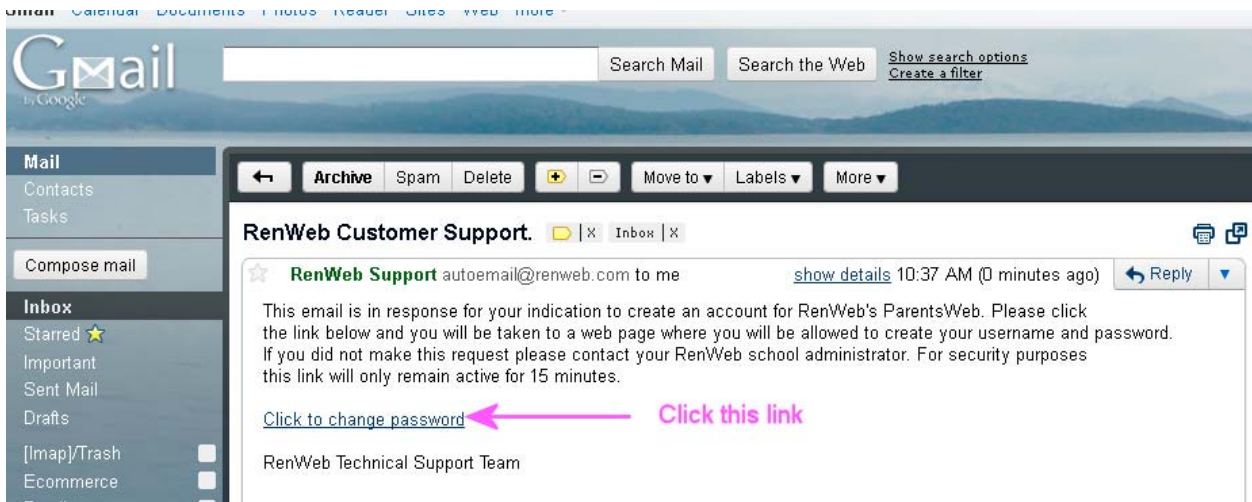 Gmail Calendar Documents Photos Reader Sites Web more
Gmail
by Google
Search Mail
Search the Web
Show search options
Create a filter
Mail
Contacts
Tasks
Compose mail
Inbox
Starred
Important
Sent Mail
Drafts
[Imap]/Trash
Ecommerce
Archive Spam Delete Move to Labels More
RenWeb Customer Support. X Inbox X
RenWeb Support autoemail@renweb.com to me show details 10:37 AM (0 minutes ago) Reply
This email is in response for your indication to create an account for RenWeb's ParentsWeb. Please click
the link below and you will be taken to a web page where you will be allowed to create your username and password.
If you did not make this request please contact your RenWeb school administrator. For security purposes
this link will only remain active for 15 minutes.
Click to change password Click this link
RenWeb Technical Support Team